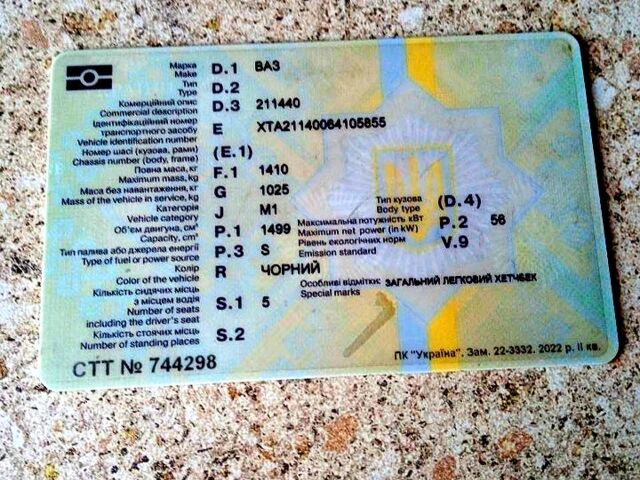 Марка
Make D.1 ВАЗ
Тип
Type D.2
Комерційний опис
Commercial description D.3 211440
Ідентифікаційний номер
транспортного засобу
Vehicle identification number E XTA21140064105855
Номер шасі (кузова, рами)
Chassis number (body, frame) (E.1)
Повна маса, кг
Maximum mass, kg F.1 1410
Маса без навантаження, кг
Mass of the vehicle in service, kg G 1025
Категорія
Vehicle category J M1
Об'єм двигуна, см³
Capacity, cm³ P.1 1499
Тип палива або джерела енергії
Type of fuel or power source P.3 S
Колір
Color of the vehicle R ЧОРНИЙ
Кількість сидячих місць
з місцем водія
Number of seats
including the driver's seat S.1 5
Кількість стоячих місць
Number of standing places S.2
Тип кузова
Body type (D.4)
Максимальна потужність кВт
Maximum net power (in kW) P.2 56
Рівень екологічних норм
Emission standard V.9
Особливі відмітки: ЗАГАЛЬНИЙ ЛЕГКОВИЙ ХЕТЧБЕК
Special marks
СТТ № 744298
ПК "Україна". Зам. 22-3332. 2022 р. II кв.